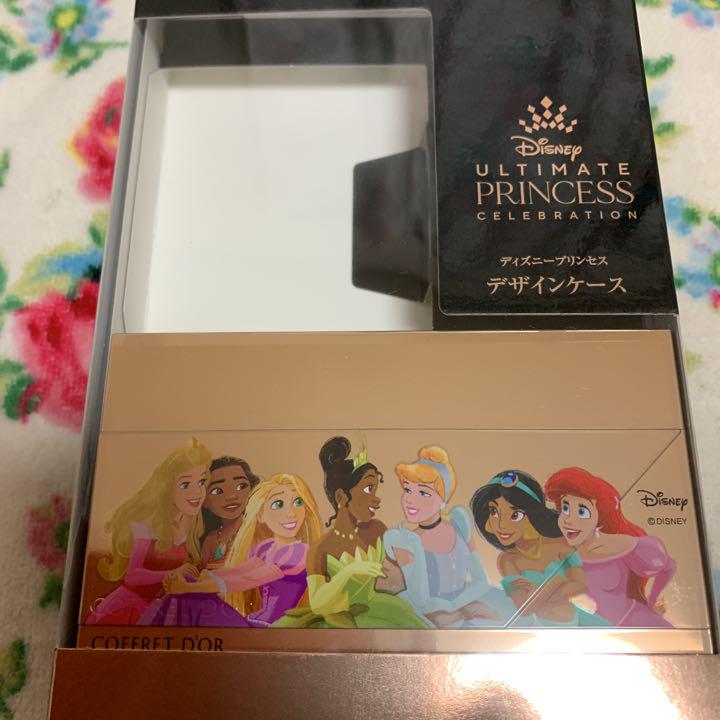 Disney
ULTIMATE
PRINCESS
CELEBRATION
ディズニープリンセス
デザインケース
Disney
©DISNEY
COFFRET D'OR